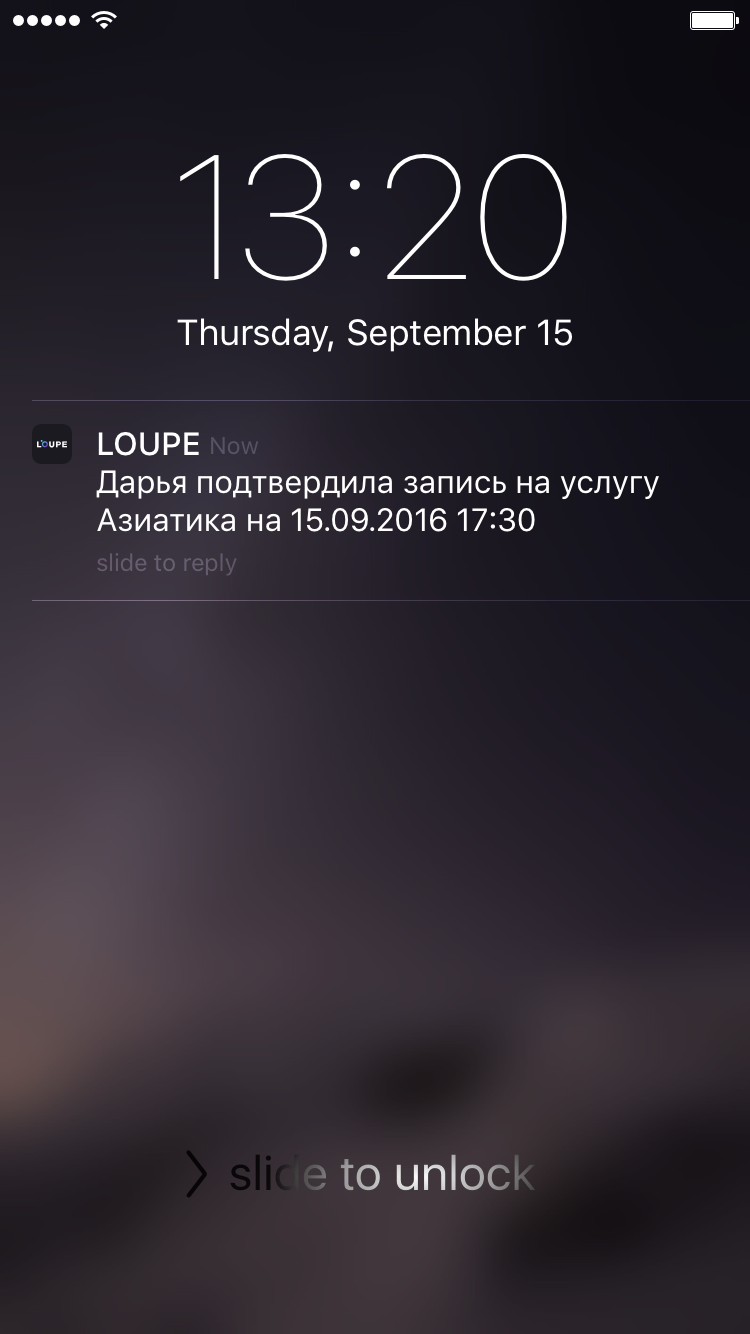 13:20
Thursday, September 15
LOUPE
LOUPE Now
Дарья подтвердила запись на услугу
Азиатика на 15.09.2016 17:30
slide to reply
slide to unlock